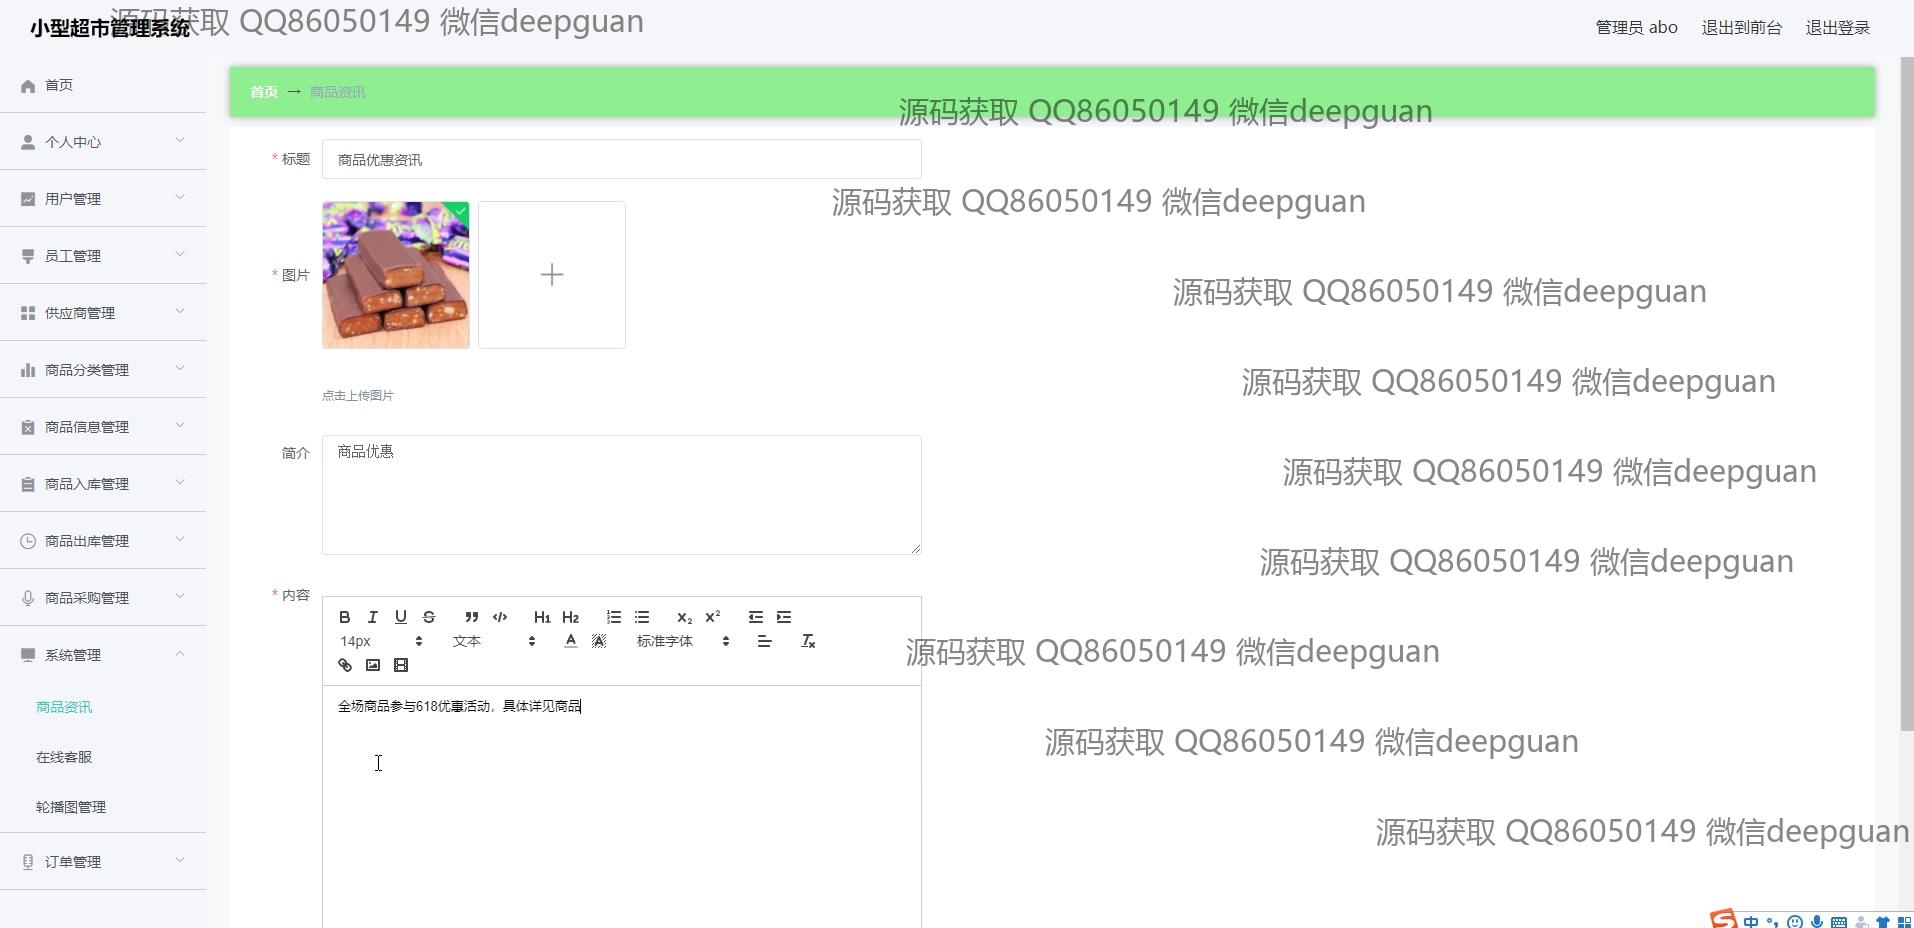 小型超市管理系统
源码获取 QQ86050149 微信deepguan
管理员 abo 退出到前台 退出登录
首页
个人中心
用户管理
员工管理
供应商管理
商品分类管理
商品信息管理
商品入库管理
商品出库管理
商品采购管理
系统管理
商品资讯
在线客服
轮播图管理
订单管理
首页 → 商品资讯
源码获取 QQ86050149 微信deepguan
* 标题 商品优惠资讯
源码获取 QQ86050149 微信deepguan
* 图片
源码获取 QQ86050149 微信deepguan
点击上传图片
源码获取 QQ86050149 微信deepguan
简介 商品优惠
源码获取 QQ86050149 微信deepguan
源码获取 QQ86050149 微信deepguan
* 内容
B I U S H1 H2 X2 X2
14px 文本 A A 标准字体 Tx
源码获取 QQ86050149 微信deepguan
全场商品参与618优惠活动，具体详见商品
源码获取 QQ86050149 微信deepguan
源码获取 QQ86050149 微信deepguan
S 中